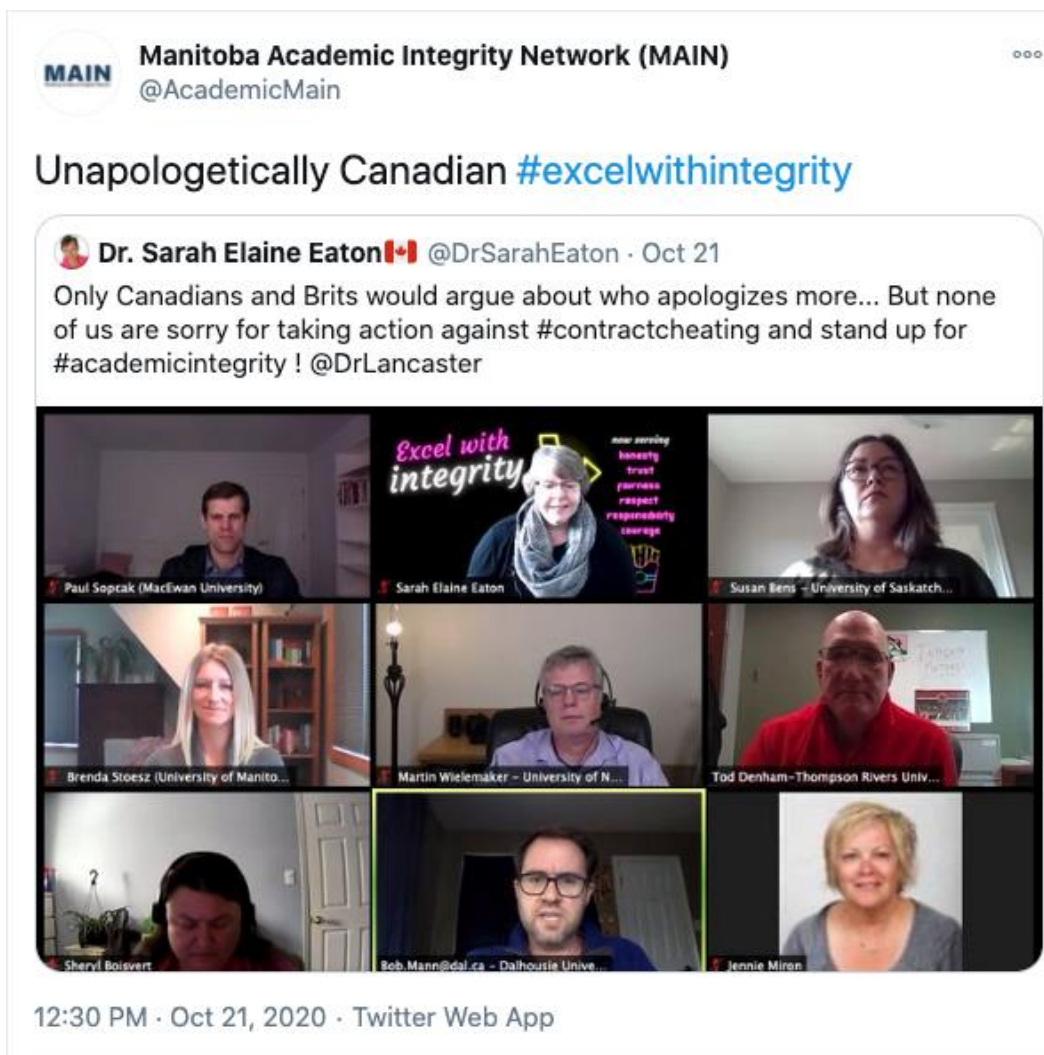 MAIN
Manitoba Academic Integrity Network (MAIN)
@AcademicMain
Unapologetically Canadian #excelwithintegrity
Dr. Sarah Elaine Eaton🇨🇦 @DrSarahEaton · Oct 21
Only Canadians and Brits would argue about who apologizes more... But none
of us are sorry for taking action against #contractcheating and stand up for
#academicintegrity ! @DrLancaster
Excel with
integrity
now serving
honesty
trust
fairness
respect
responsibility
courage
Paul Sopcak (MacEwan University)
Sarah Elaine Eaton
Susan Bens – University of Saskatch...
Brenda Stoesz (University of Manito...
Martin Wielemaker – University of N...
Tod Denham-Thompson Rivers Univ...
Sheryl Boisvert
Bob.Mann@dal.ca – Dalhousie Unive...
Jennie Miron
12:30 PM · Oct 21, 2020 · Twitter Web App